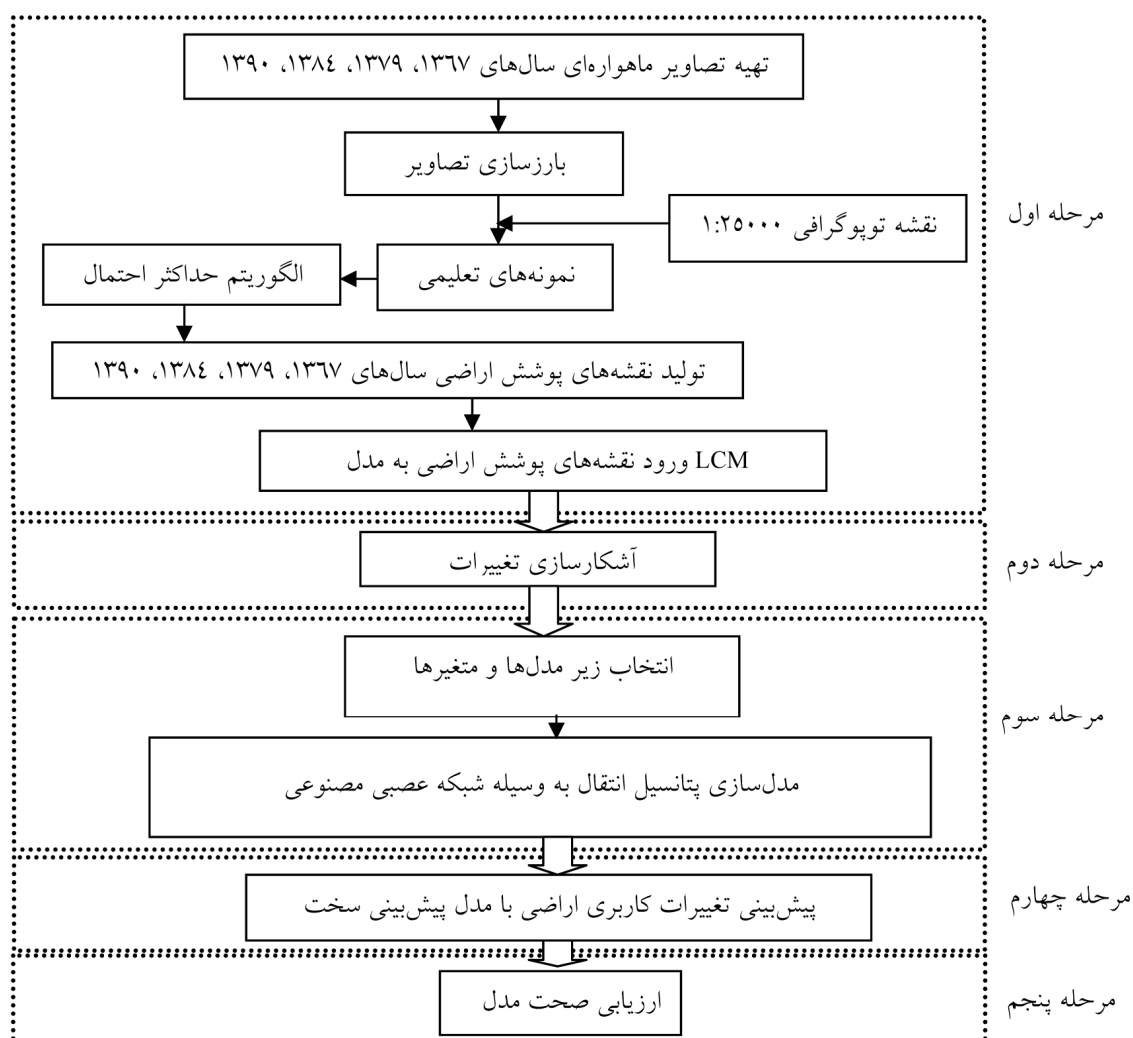 تهیه تصاویر ماهواره‌ای سال‌های ۱۳٦۷، ۱۳۷۹، ۱۳۸٤، ۱۳۹۰
بارزسازی تصاویر
مرحله اول
نقشه توپوگرافی ۱:۲٥۰۰۰
نمونه‌های تعلیمی
الگوریتم حداکثر احتمال
تولید نقشه‌های پوشش اراضی سال‌های ۱۳٦۷، ۱۳۷۹، ۱۳۸٤، ۱۳۹۰
LCM ورود نقشه‌های پوشش اراضی به مدل
مرحله دوم
آشکارسازی تغییرات
مرحله سوم
انتخاب زیر مدل‌ها و متغیرها
مدل‌سازی پتانسیل انتقال به وسیله شبکه عصبی مصنوعی
مرحله چهارم
پیش‌بینی تغییرات کاربری اراضی با مدل پیش‌بینی سخت
مرحله پنجم
ارزیابی صحت مدل